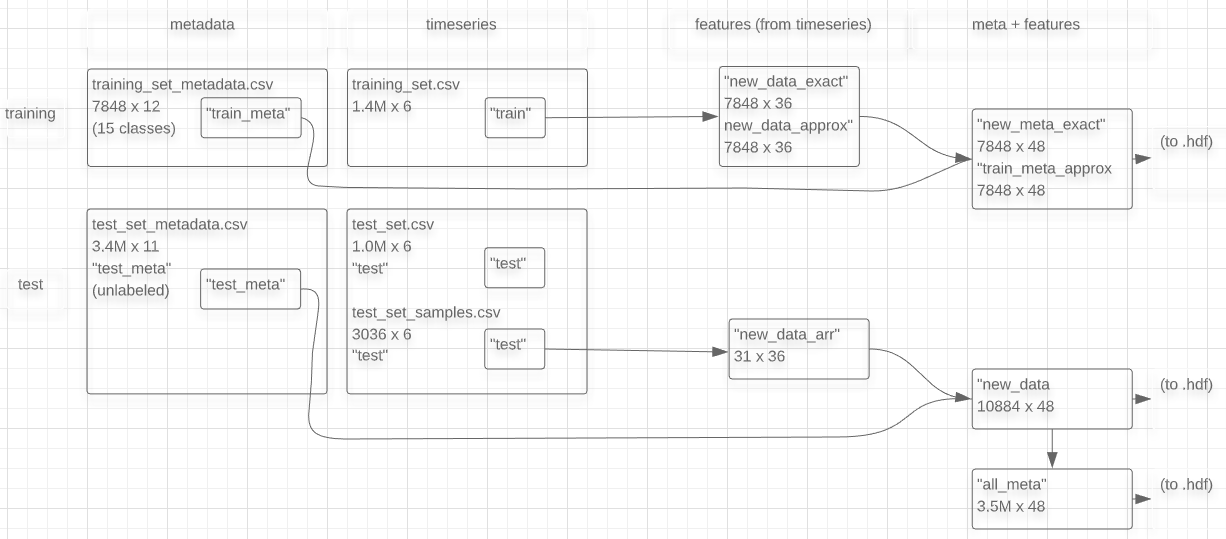 metadata
timeseries
features (from timeseries)
meta + features
training
training_set_metadata.csv
7848 x 12
(15 classes)
"train_meta"
training_set.csv
1.4M x 6
"train"
"new_data_exact"
7848 x 36
new_data_approx"
7848 x 36
"new_meta_exact"
7848 x 48
"train_meta_approx
7848 x 48
(to .hdf)
test
test_set_metadata.csv
3.4M x 11
"test_meta"
(unlabeled)
"test_meta"
test_set.csv
1.0M x 6
"test"
"test"
test_set_samples.csv
3036 x 6
"test"
"test"
"new_data_arr"
31 x 36
"new_data
10884 x 48
(to .hdf)
"all_meta"
3.5M x 48
(to .hdf)